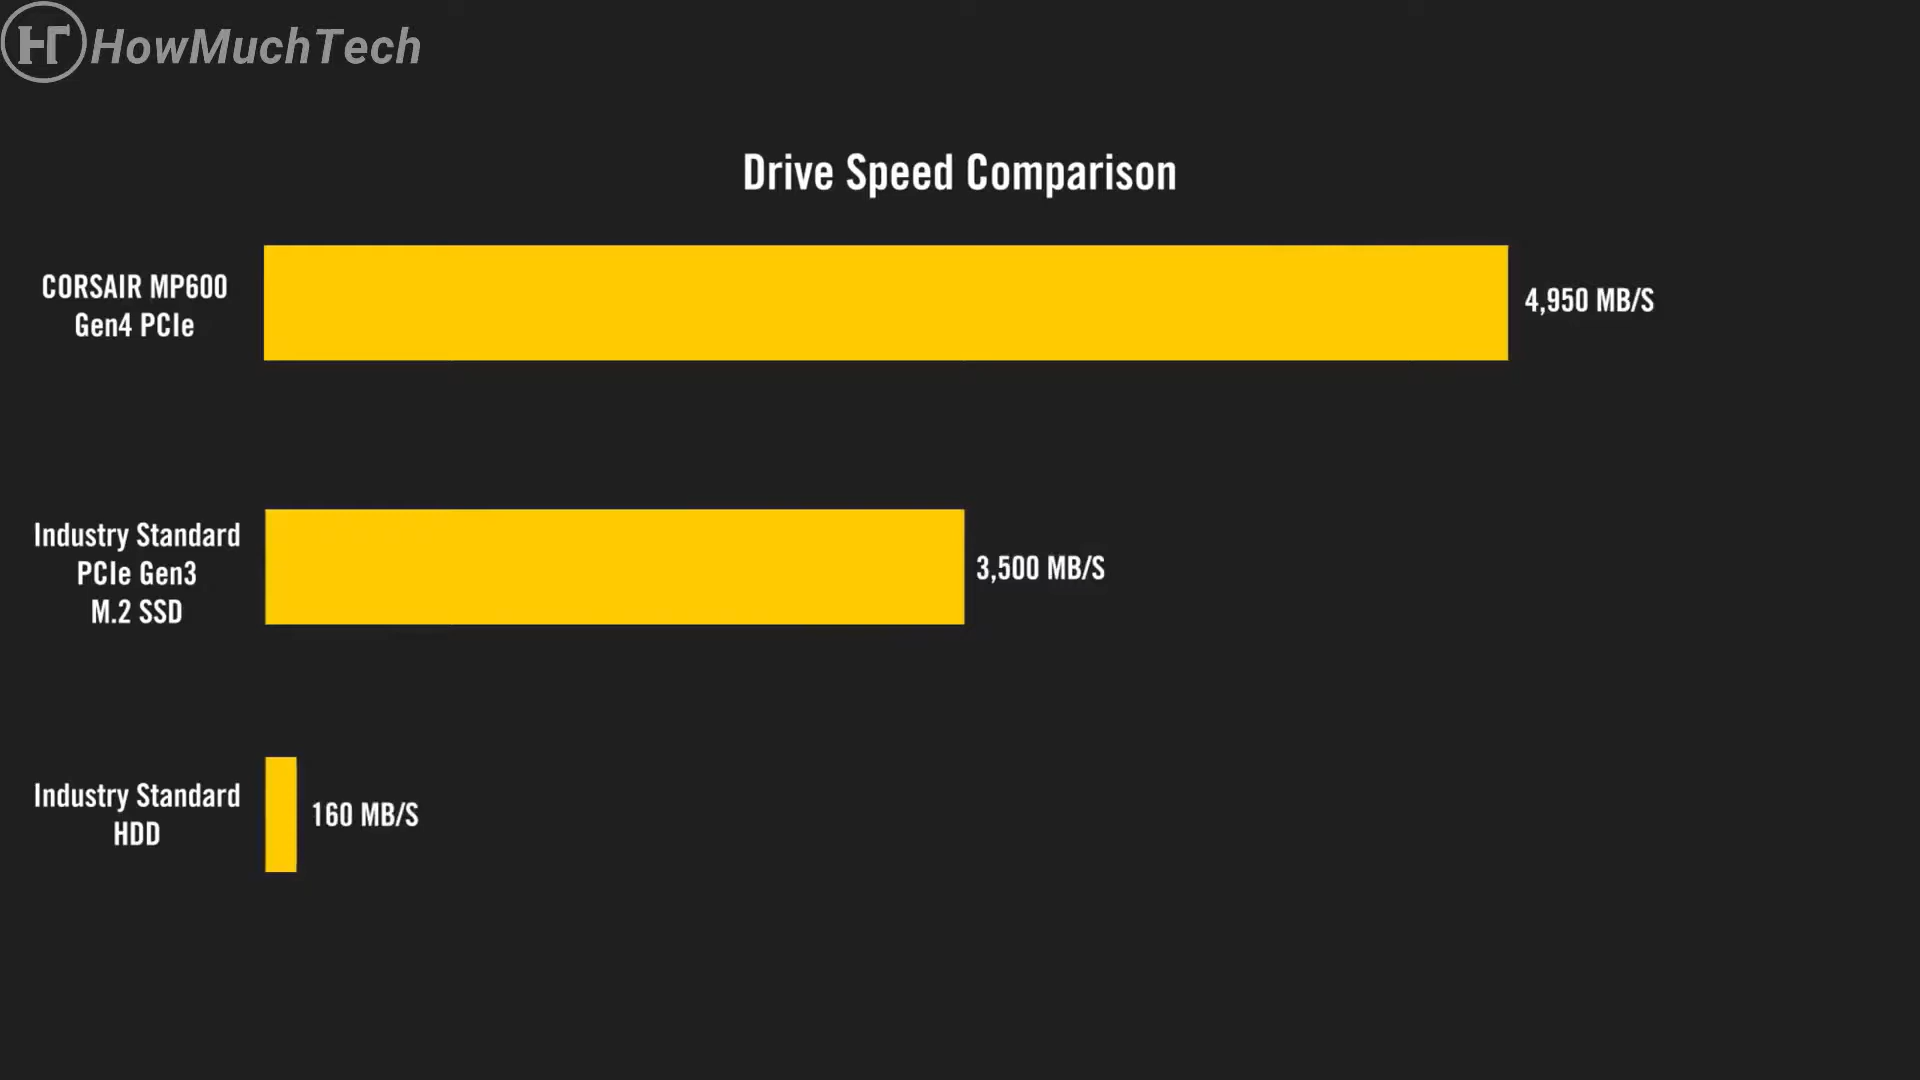 HowMuchTech
Drive Speed Comparison
CORSAIR MP600
Gen4 PCIe
4,950 MB/S
Industry Standard
PCIe Gen3
M.2 SSD
3,500 MB/S
Industry Standard
HDD
160 MB/S